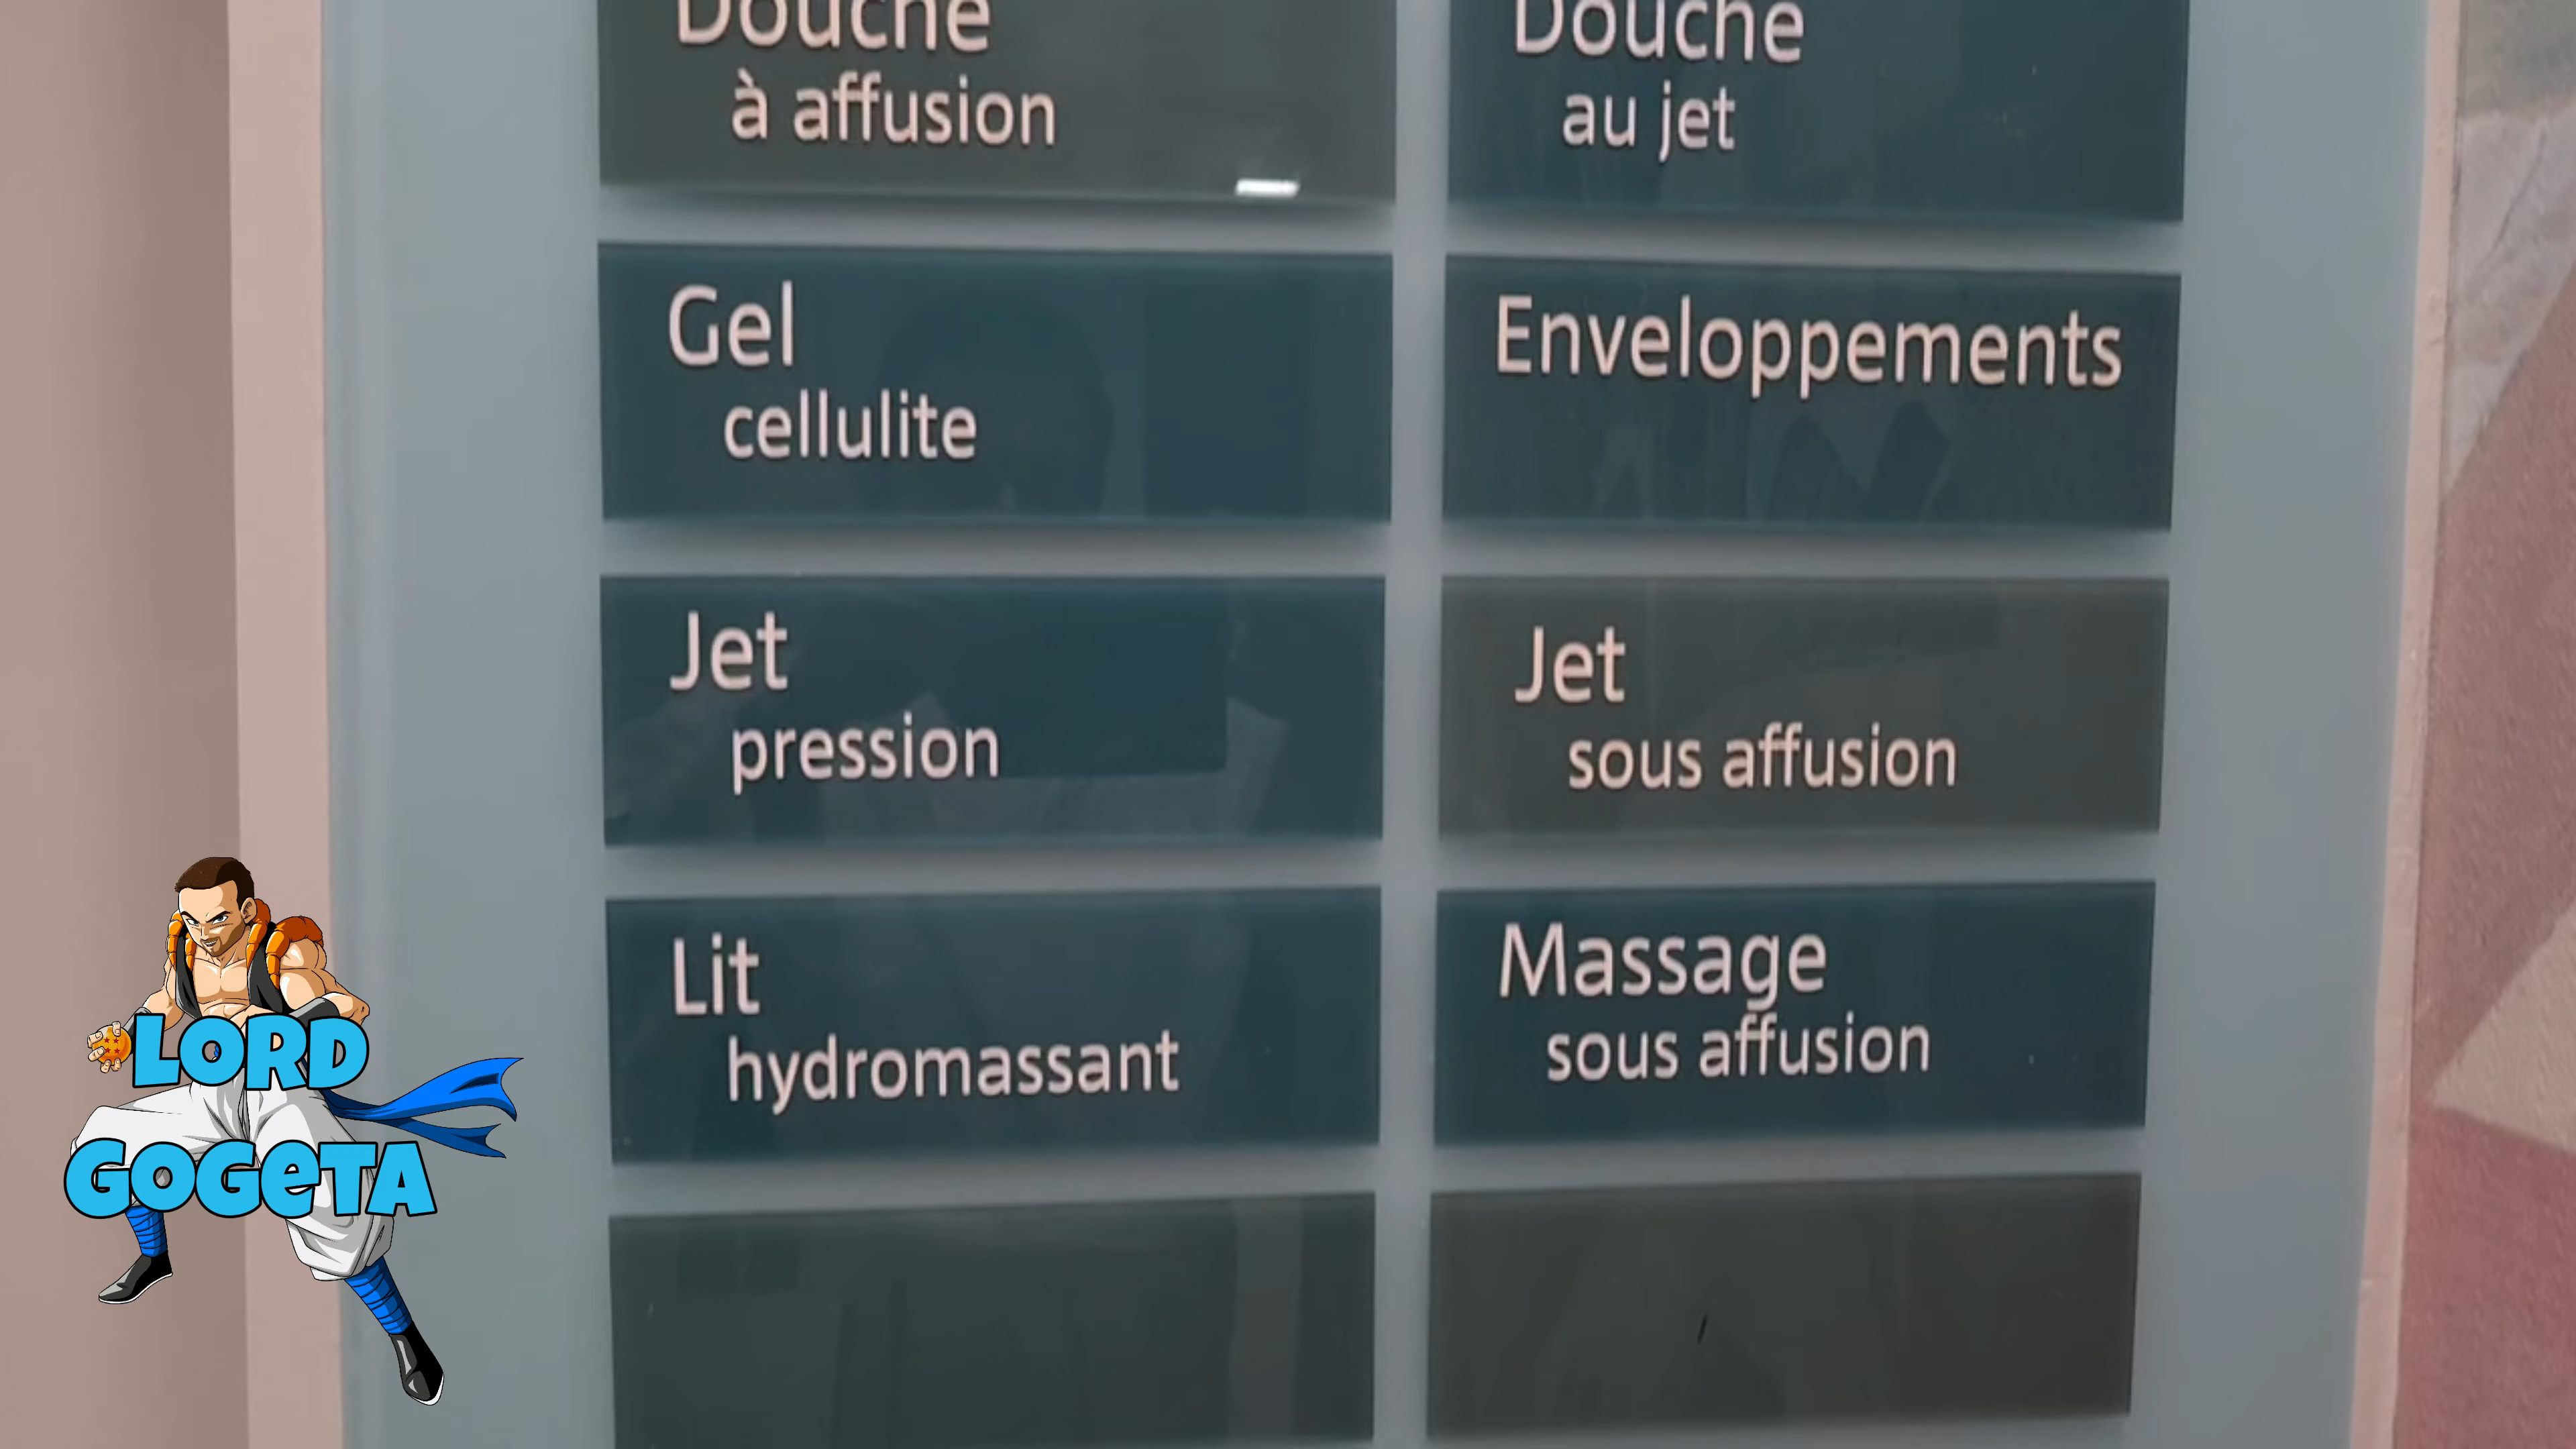 Douche
à affusion
Douche
au jet
Gel
cellulite
Enveloppements
Jet
pression
Jet
sous affusion
Lit
hydromassant
Massage
sous affusion
LORD
GOGeTA